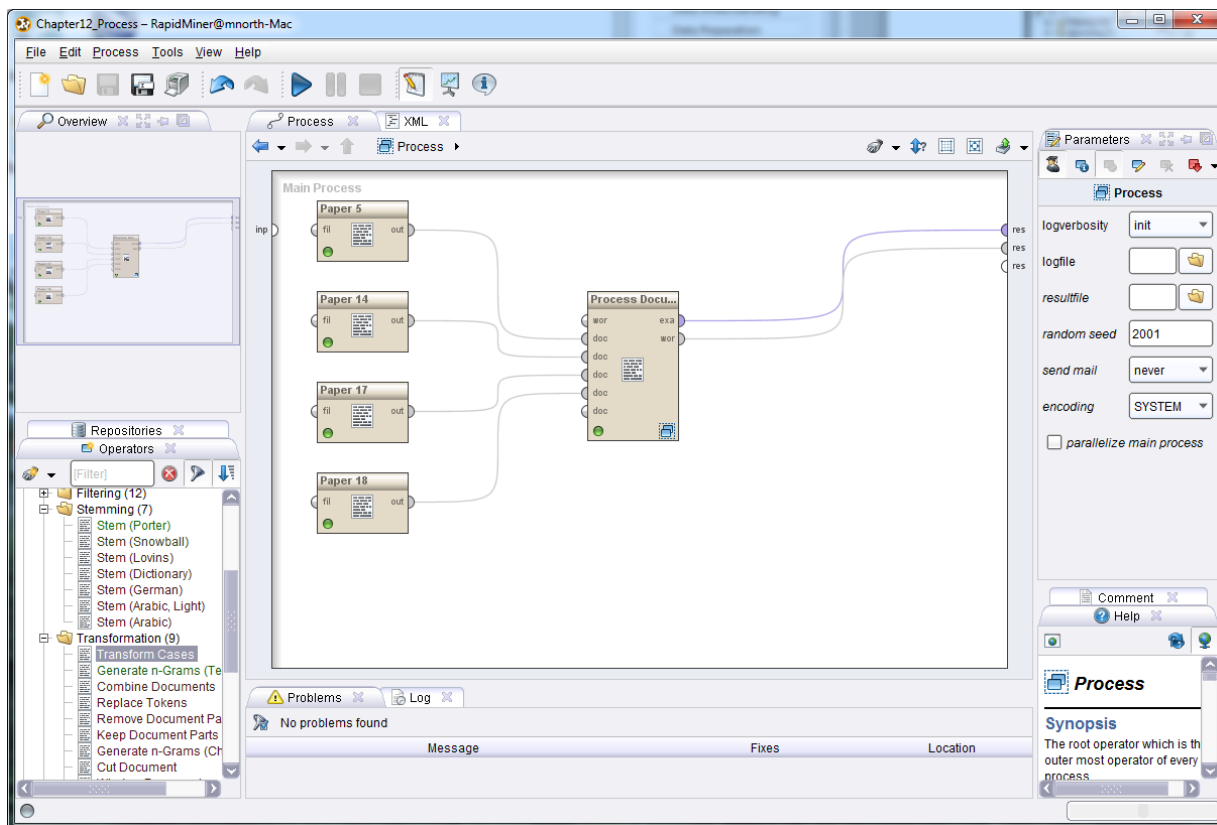 Chapter12_Process – RapidMiner@mnorth-Mac
File Edit Process Tools View Help
Overview
Process
XML
Process
Main Process
inp
Paper 5
fil out
Paper 14
fil out
Paper 17
fil out
Paper 18
fil out
Process Docu...
wor exa
doc wor
doc
doc
doc
doc
res
res
res
Repositories
Operators
[Filter]
Filtering (12)
Stemming (7)
Stem (Porter)
Stem (Snowball)
Stem (Lovins)
Stem (Dictionary)
Stem (German)
Stem (Arabic, Light)
Stem (Arabic)
Transformation (9)
Transform Cases
Generate n-Grams (Te
Combine Documents
Replace Tokens
Remove Document Pa
Keep Document Parts
Generate n-Grams (Ch
Cut Document
Problems
Log
No problems found
Message Fixes Location
Parameters
Process
logverbosity init
logfile
resultfile
random seed 2001
send mail never
encoding SYSTEM
parallelize main process
Comment
Help
Process
Synopsis
The root operator which is th
outer most operator of every
process